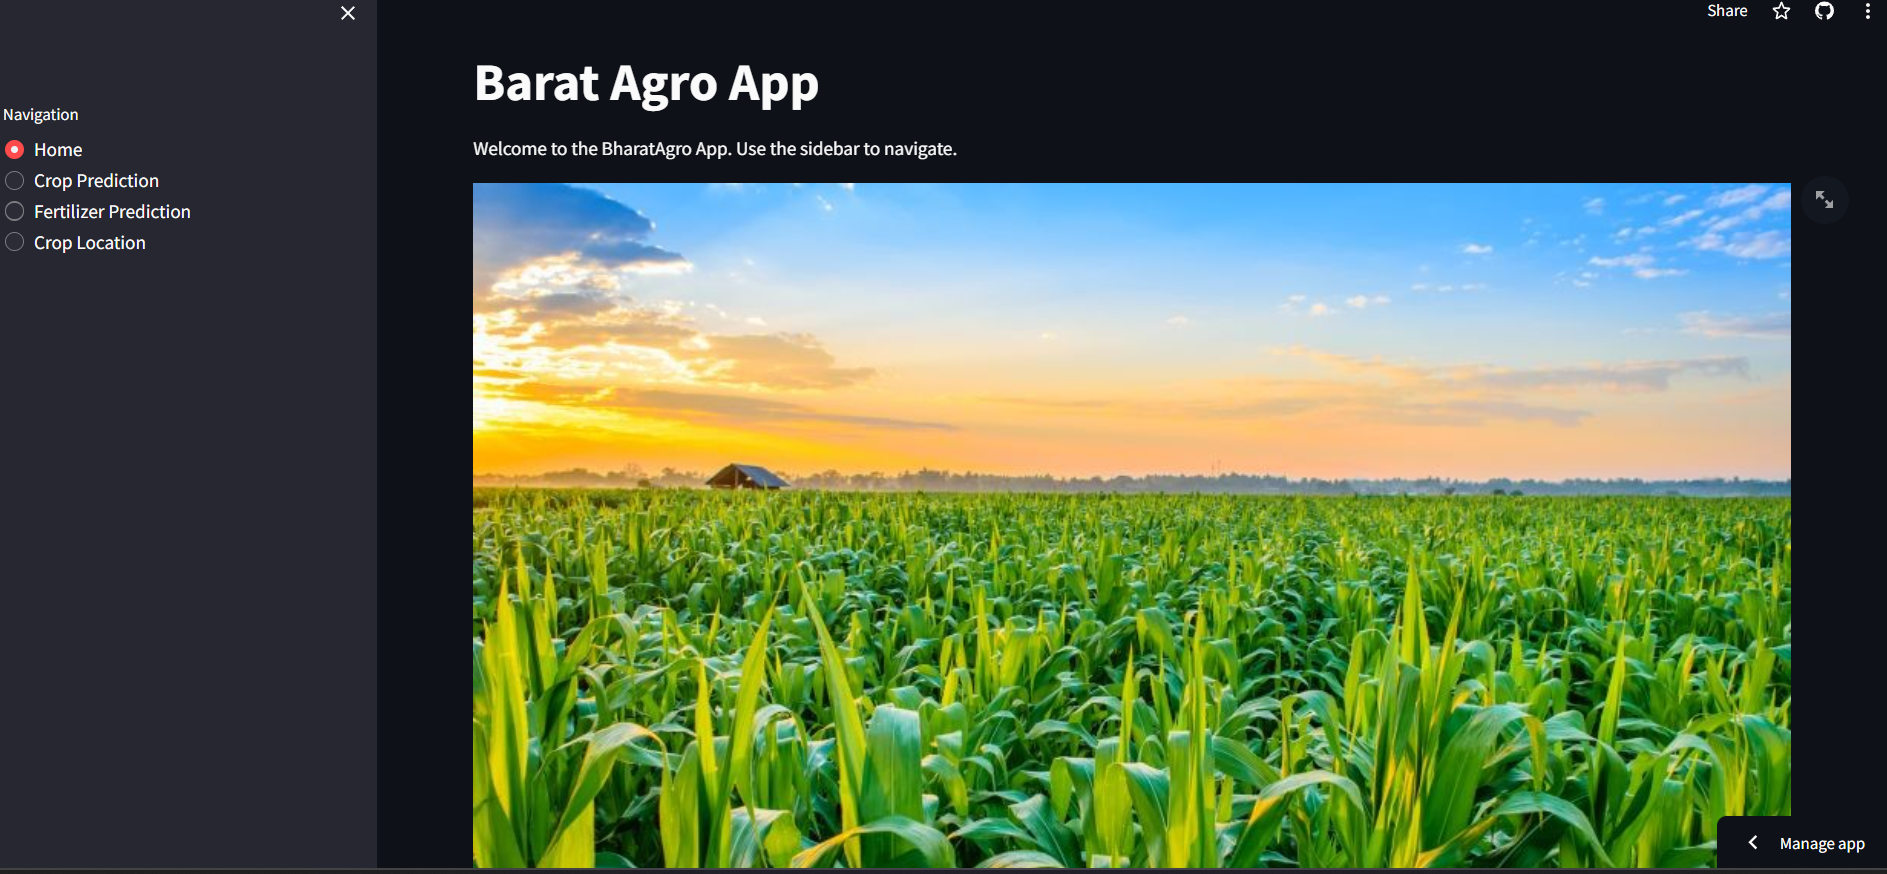 Share
Navigation
Home
Crop Prediction
Fertilizer Prediction
Crop Location
Barat Agro App
Welcome to the BharatAgro App. Use the sidebar to navigate.
Manage app